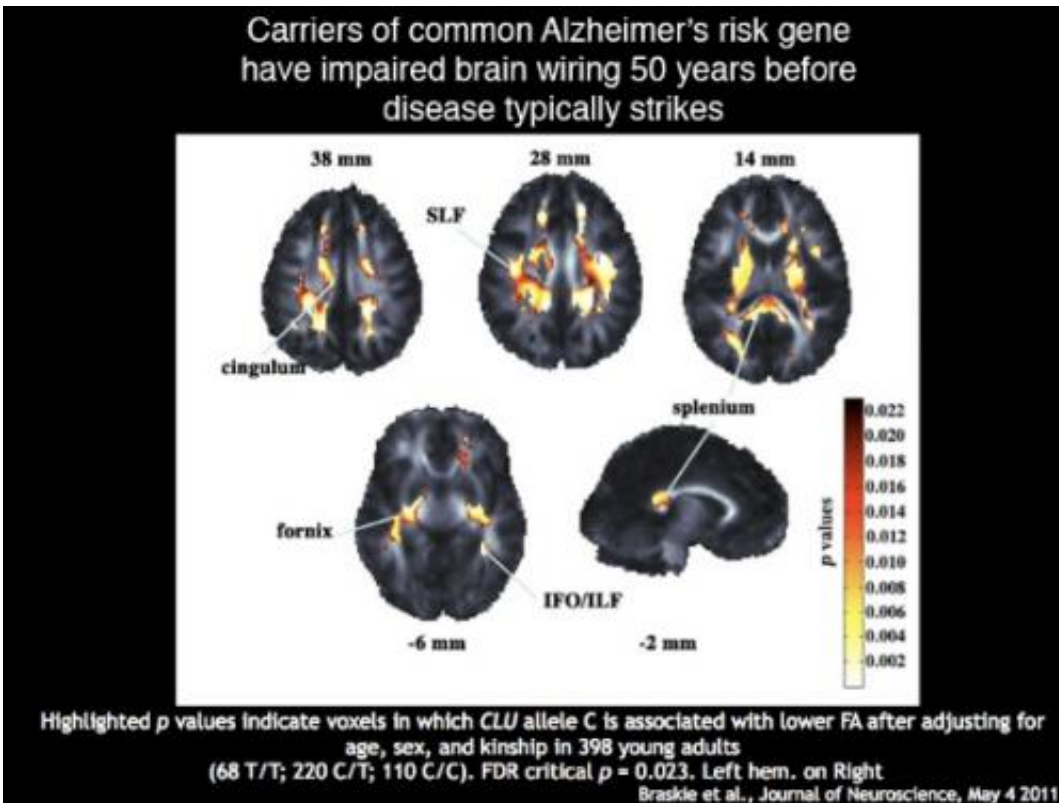 Carriers of common Alzheimer's risk gene
have impaired brain wiring 50 years before
disease typically strikes
38 mm
28 mm
14 mm
SLF
cingulum
splenium
fornix
IFO/ILF
-6 mm
-2 mm
p values
0.022
0.020
0.018
0.016
0.014
0.012
0.010
0.008
0.006
0.004
0.002
Highlighted p values indicate voxels in which CLU allele C is associated with lower FA after adjusting for
age, sex, and kinship in 398 young adults
(68 T/T; 220 C/T; 110 C/C). FDR critical p = 0.023. Left hem. on Right
Braskie et al., Journal of Neuroscience, May 4 2011